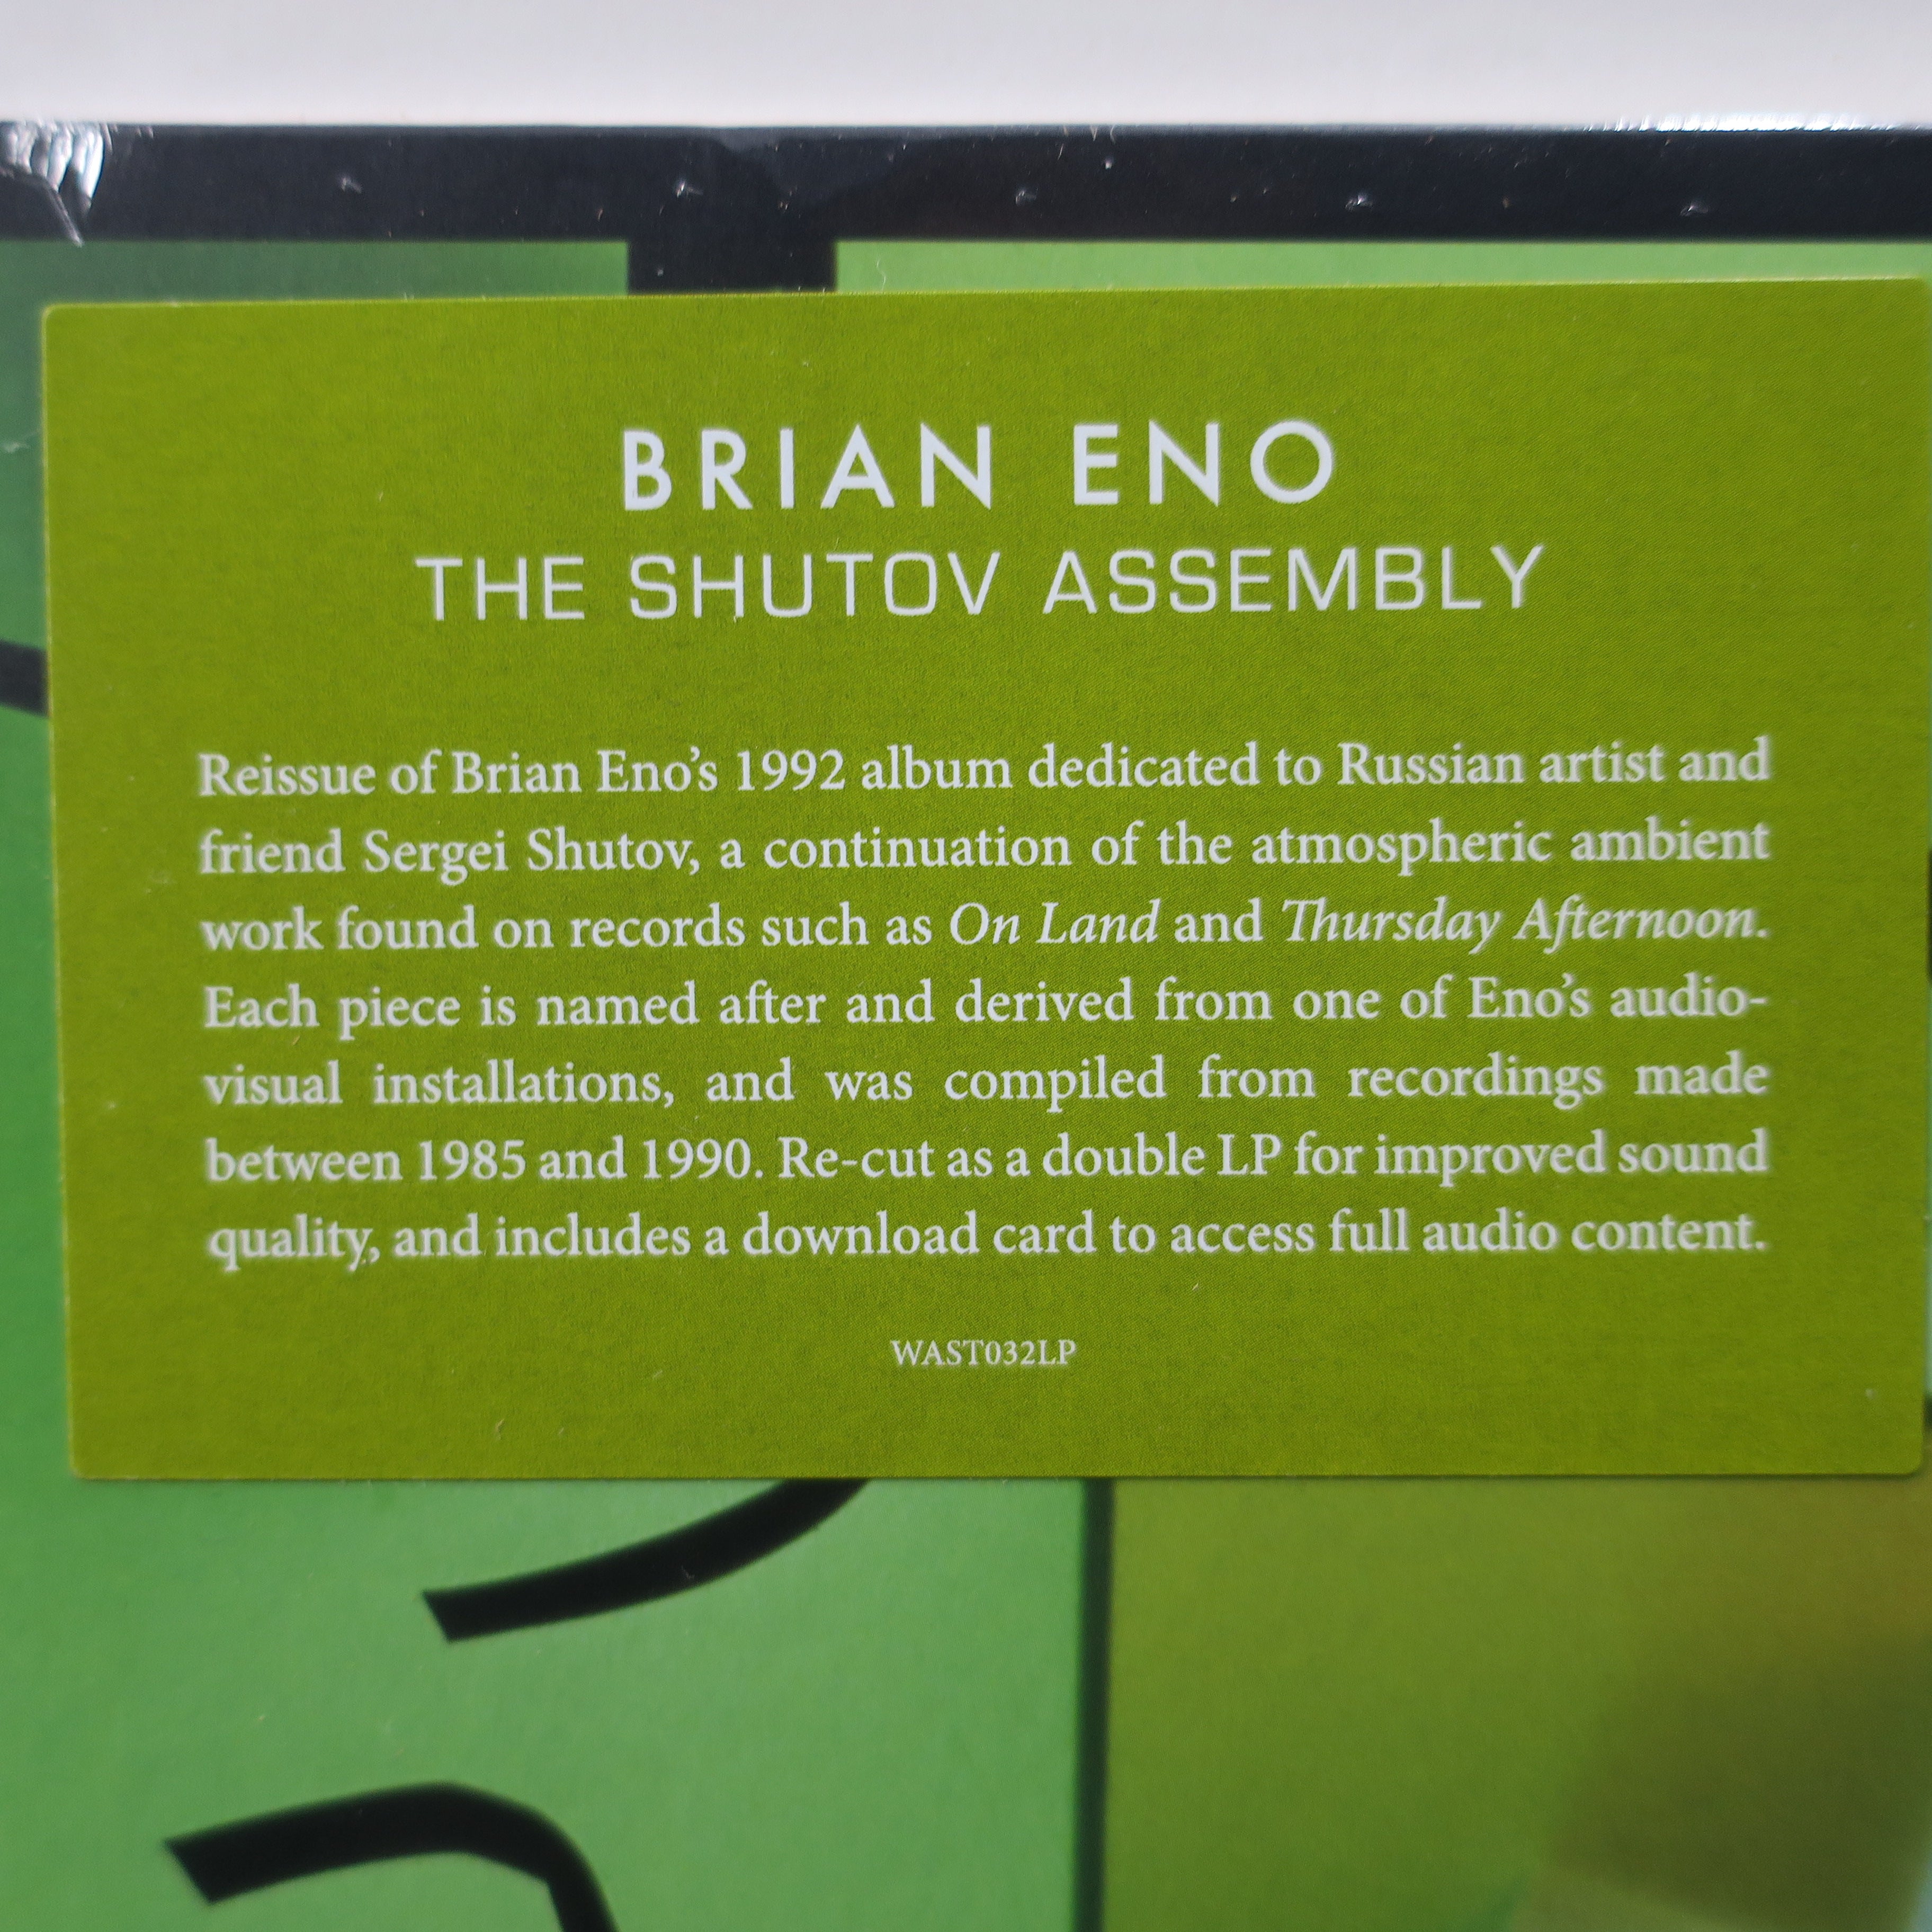 BRIAN ENO
THE SHUTOV ASSEMBLY
Reissue of Brian Eno’s 1992 album dedicated to Russian artist and
friend Sergei Shutov, a continuation of the atmospheric ambient
work found on records such as On Land and Thursday Afternoon.
Each piece is named after and derived from one of Eno’s audio-
visual installations, and was compiled from recordings made
between 1985 and 1990. Re-cut as a double LP for improved sound
quality, and includes a download card to access full audio content.
WAST032LP